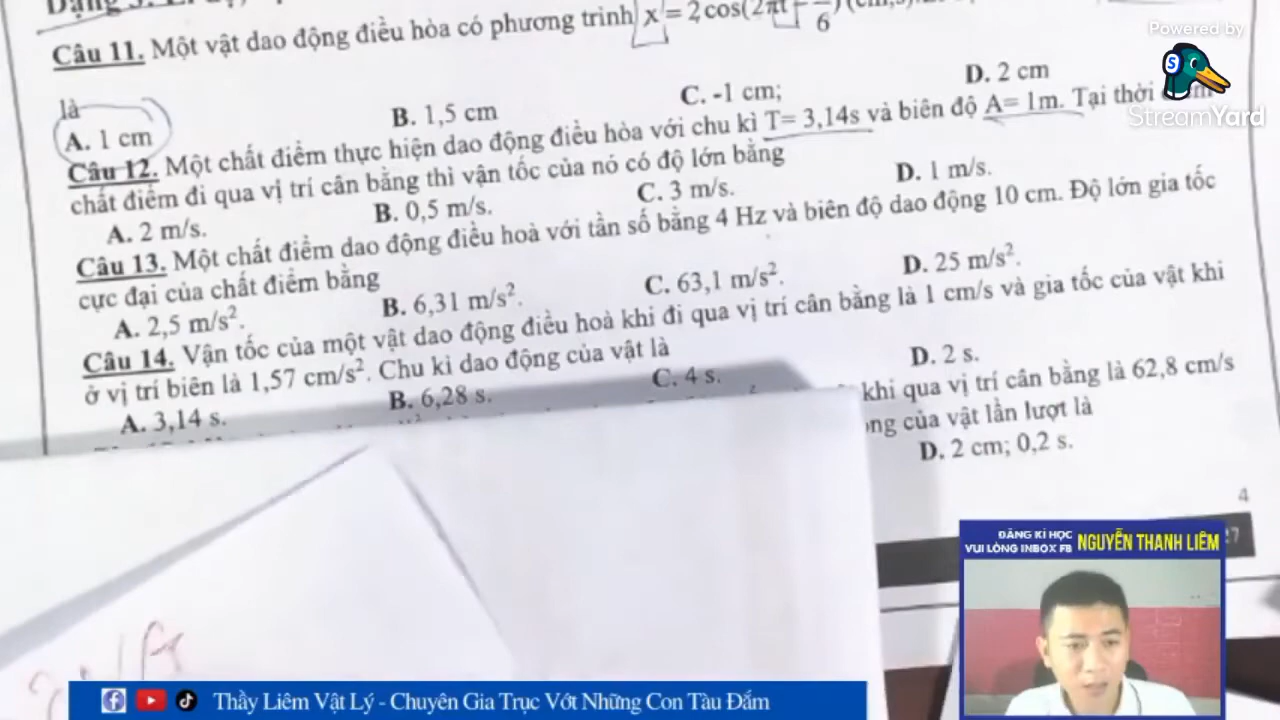 Câu 11. Một vật dao động điều hòa có phương trình x = 2cos(2πt
6
là
A. 1 cm
B. 1,5 cm
C. -1 cm;
D. 2 cm
Câu 12. Một chất điểm thực hiện dao động điều hòa với chu kì T= 3,14s và biên độ A= 1m. Tại thời
chất điểm đi qua vị trí cân bằng thì vận tốc của nó có độ lớn bằng
A. 2 m/s.
B. 0,5 m/s.
C. 3 m/s.
D. 1 m/s.
Câu 13. Một chất điểm dao động điều hoà với tần số bằng 4 Hz và biên độ dao động 10 cm. Độ lớn gia tốc
cực đại của chất điểm bằng
A. 2,5 m/s².
B. 6,31 m/s².
C. 63,1 m/s².
D. 25 m/s².
Câu 14. Vận tốc của một vật dao động điều hoà khi đi qua vị trí cân bằng là 1 cm/s và gia tốc của vật khi
ở vị trí biên là 1,57 cm/s². Chu kì dao động của vật là
A. 3,14 s.
B. 6,28 s.
C. 4 s.
D. 2 s.
khi qua vị trí cân bằng là 62,8 cm/s
của vật lần lượt là
D. 2 cm; 0,2 s.
4
Powered by
StreamYard
ĐĂNG KÍ HỌC
VUI LÒNG INBOX FB
NGUYỄN THANH LIÊM
Thầy Liêm Vật Lý - Chuyên Gia Trục Vớt Những Con Tàu Đắm